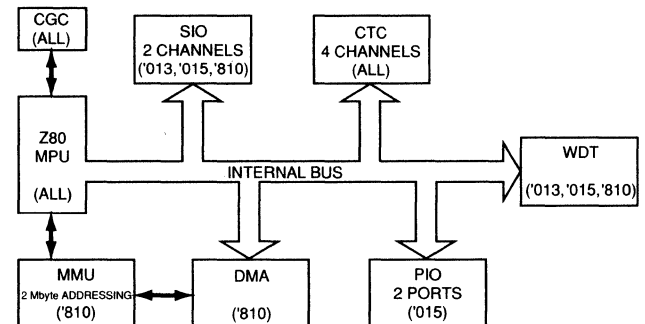 CGC
(ALL)
SIO
2 CHANNELS
('013,'015,'810)
CTC
4 CHANNELS
(ALL)
Z80
MPU
(ALL)
INTERNAL BUS
WDT
('013,'015,'810)
MMU
2 Mbyte ADDRESSING
('810)
DMA
('810)
PIO
2 PORTS
('015)